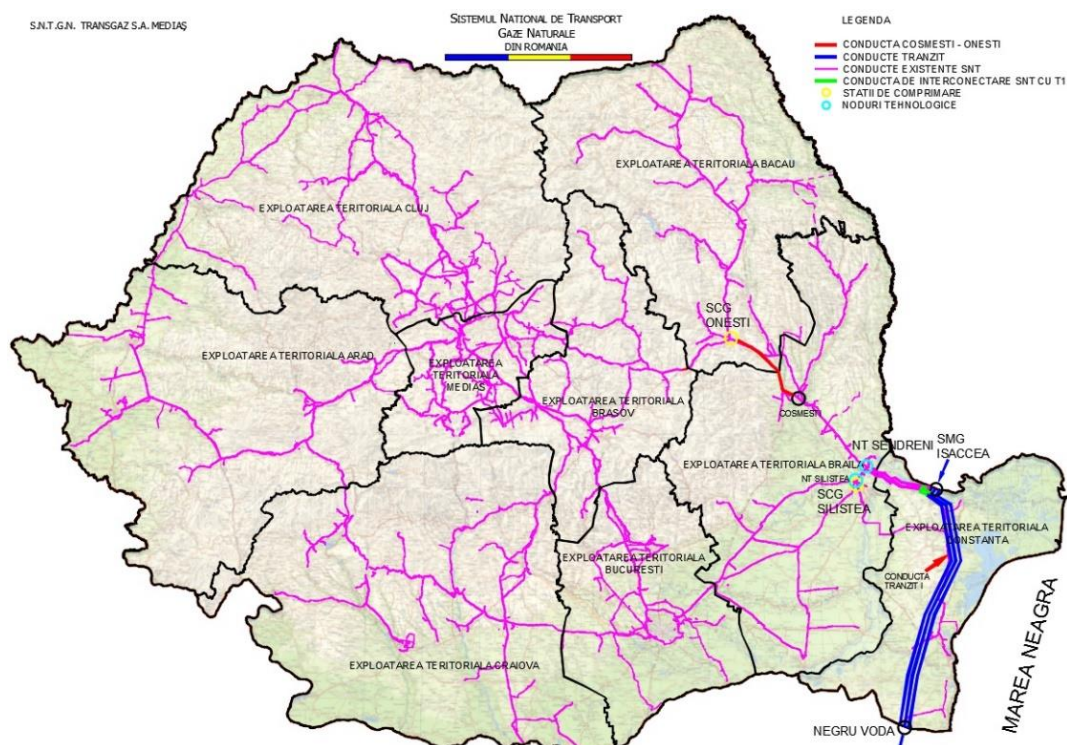 S.N.T.G.N. TRANSGAZ S.A. MEDIAȘ
SISTEMUL NATIONAL DE TRANSPORT
GAZE NATURALE
DIN ROMANIA
LEGENDA
CONDUCTA COSMESTI - ONESTI
CONDUCTE TRANZIT
CONDUCTE EXISTENTE SNT
CONDUCTA DE INTERCONECTARE SNT CU T1
STATII DE COMPRIMARE
NODURI TEHNOLOGICE
EXPLOATAREA TERITORIALA BACAU
EXPLOATAREA TERITORIALA CLUJ
SCG
ONESTI
EXPLOATAREA TERITORIALA ARAD
EXPLOATAREA
TERITORIALA
MEDIAȘ
EXPLOATAREA TERITORIALA
BRASOV
COSMESTI
NT SENDRENI
SMG
ISACCEA
EXPLOATAREA TERITORIALA BRAILA
NT SILISTEA
SCG
SILISTEA
EXPLOATAREA TERITORIALA
CONSTANTA
EXPLOATAREA TERITORIALA
BUCURESTI
CONDUCTA
TRANZIT I
EXPLOATAREA TERITORIALA CRAIOVA
MAREA NEAGRA
NEGRU VODA